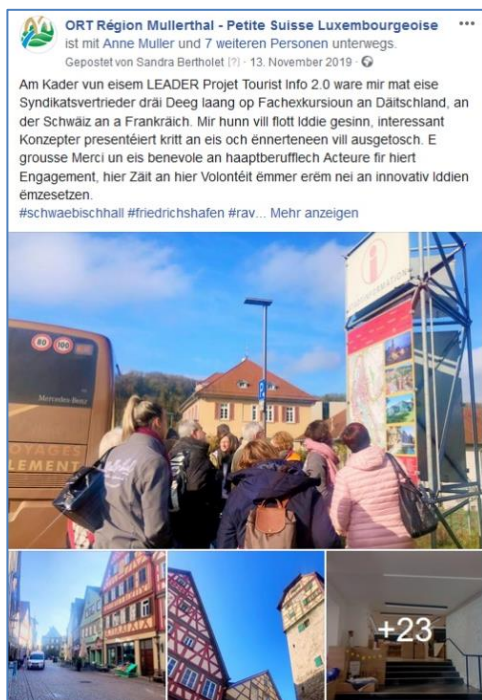 ORT Région Mullerthal - Petite Suisse Luxembourgeoise
ist mit Anne Muller und 7 weiteren Personen unterwegs.
Gepostet von Sandra Bertholet [?] · 13. November 2019 ·
Am Kader vun eisem LEADER Projet Tourist Info 2.0 ware mir mat eise
Syndikatsvertrieder dräi Deeg laang op Fachexkursioun an Däitschland, an
der Schwäiz an a Frankräich. Mir hunn vill flott Iddie gesinn, interessant
Konzepter presentéiert kritt an eis och ënnerteneen vill ausgetosch. E
grousse Merci un eis benevole an haaptberufflech Acteure fir hiert
Engagement, hier Zäit an hier Volontéit ëmmer erëm nei an innovativ Iddien
ëmzesetzen.
#schwaebischhall #friedrichshafen #rav... Mehr anzeigen
80 100
Mercedes-Benz
VOYAGES
LEMENT
i
P
+23